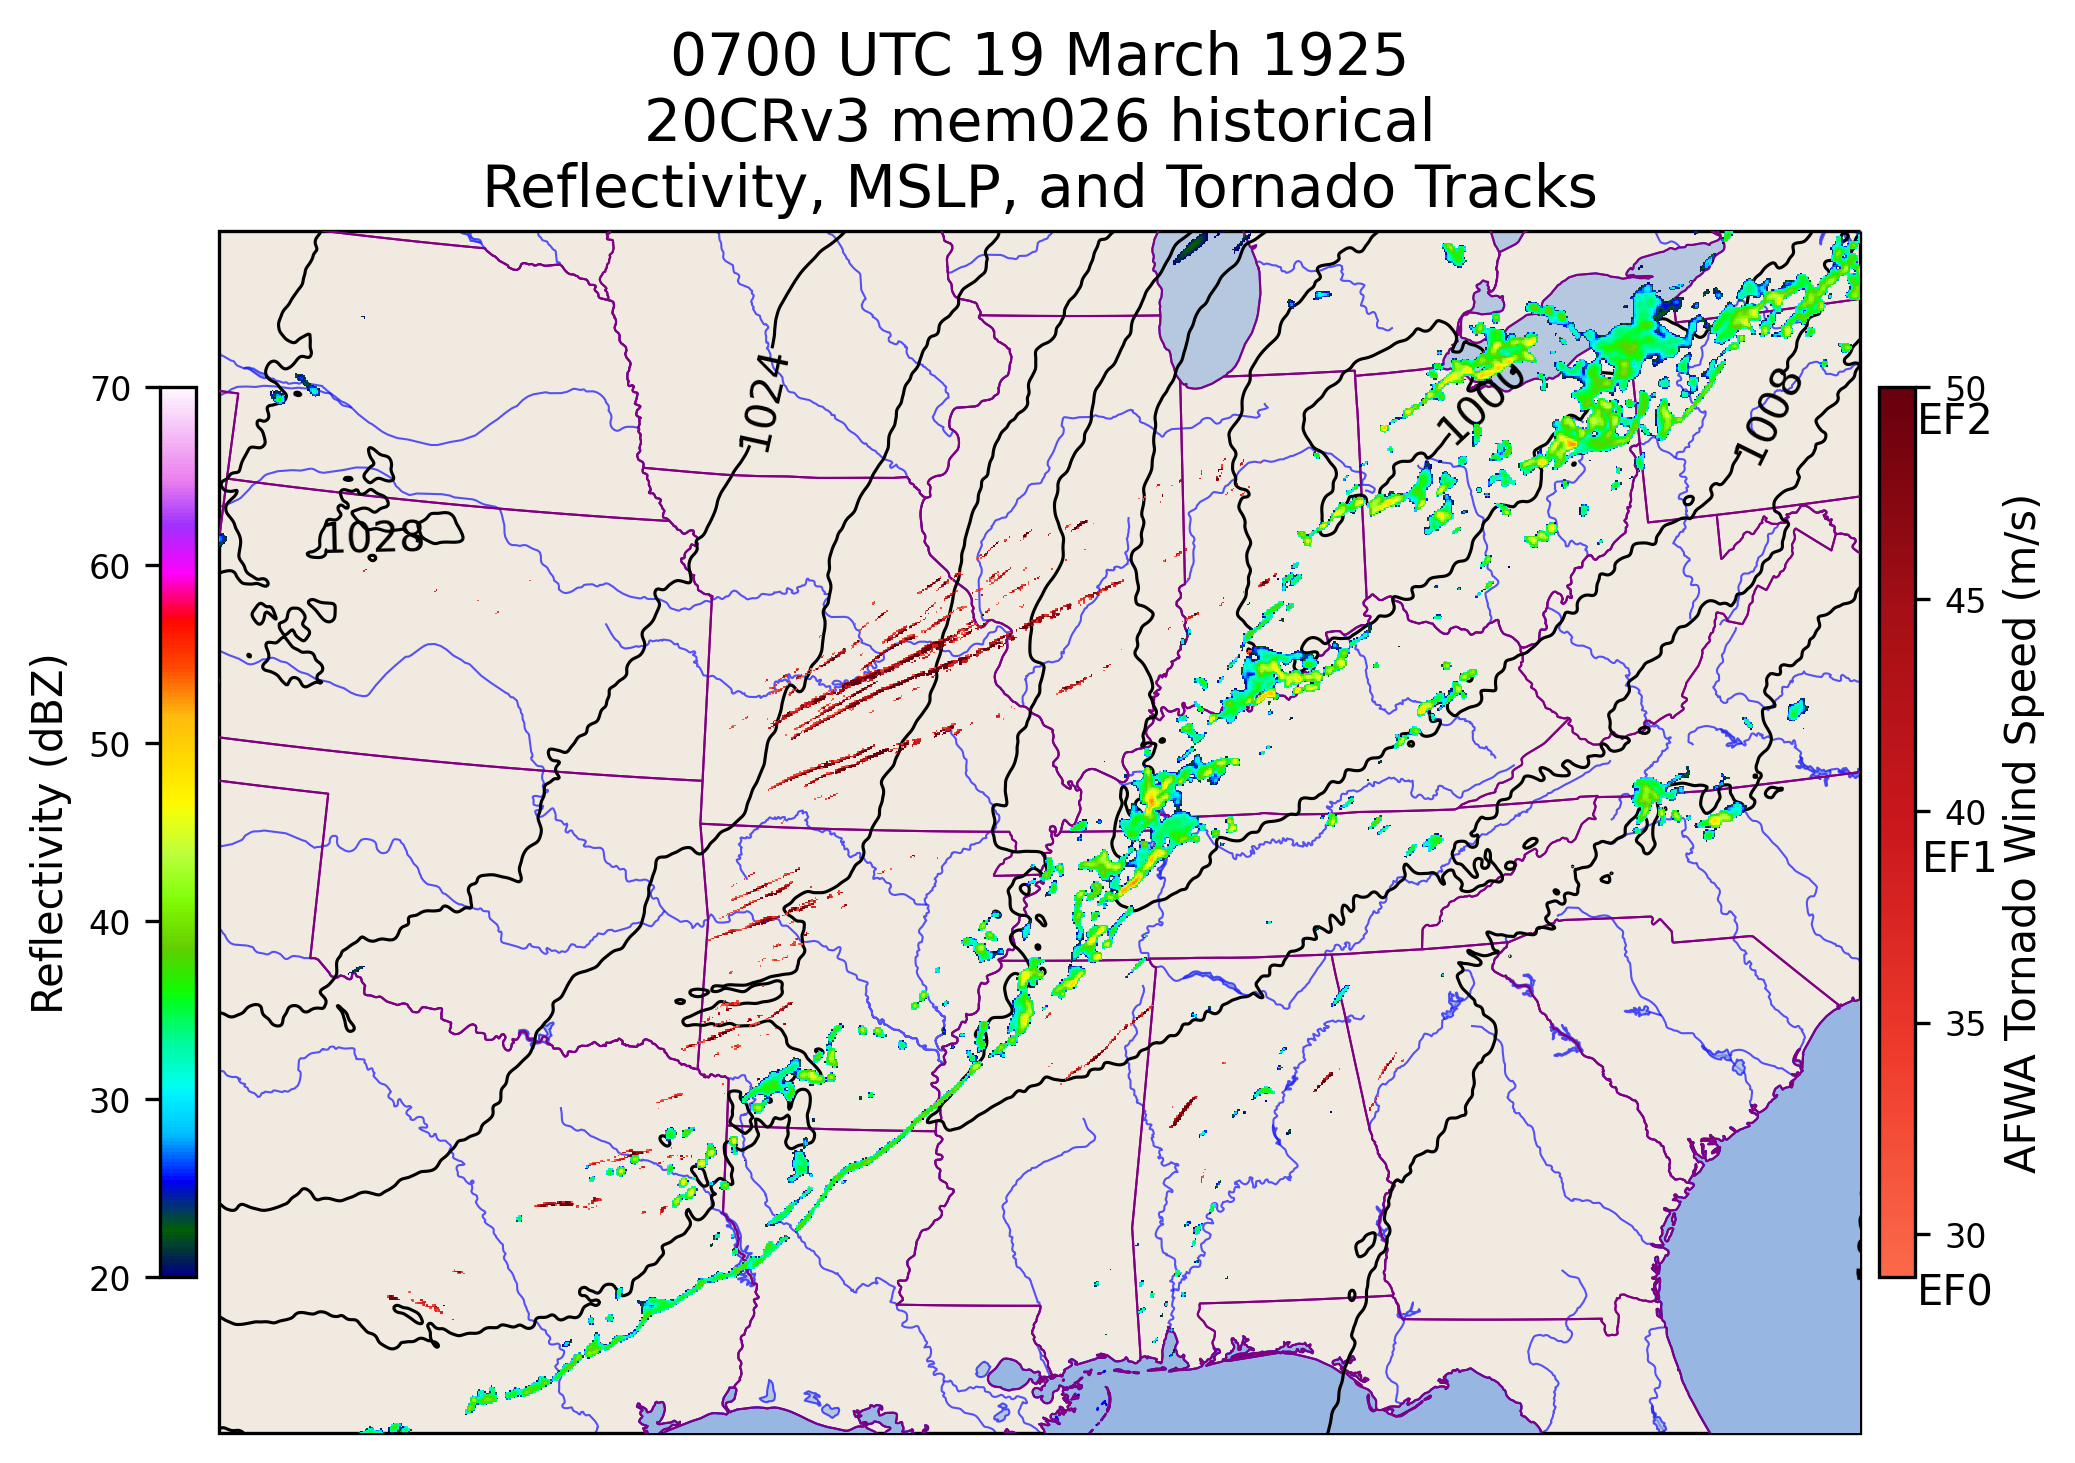 0700 UTC 19 March 1925
20CRv3 mem026 historical
Reflectivity, MSLP, and Tornado Tracks
1024
1000
1008
1028
70
60
50
40
30
20
Reflectivity (dBZ)
50
EF2
45
40
EF1
35
30
EF0
AFWA Tornado Wind Speed (m/s)